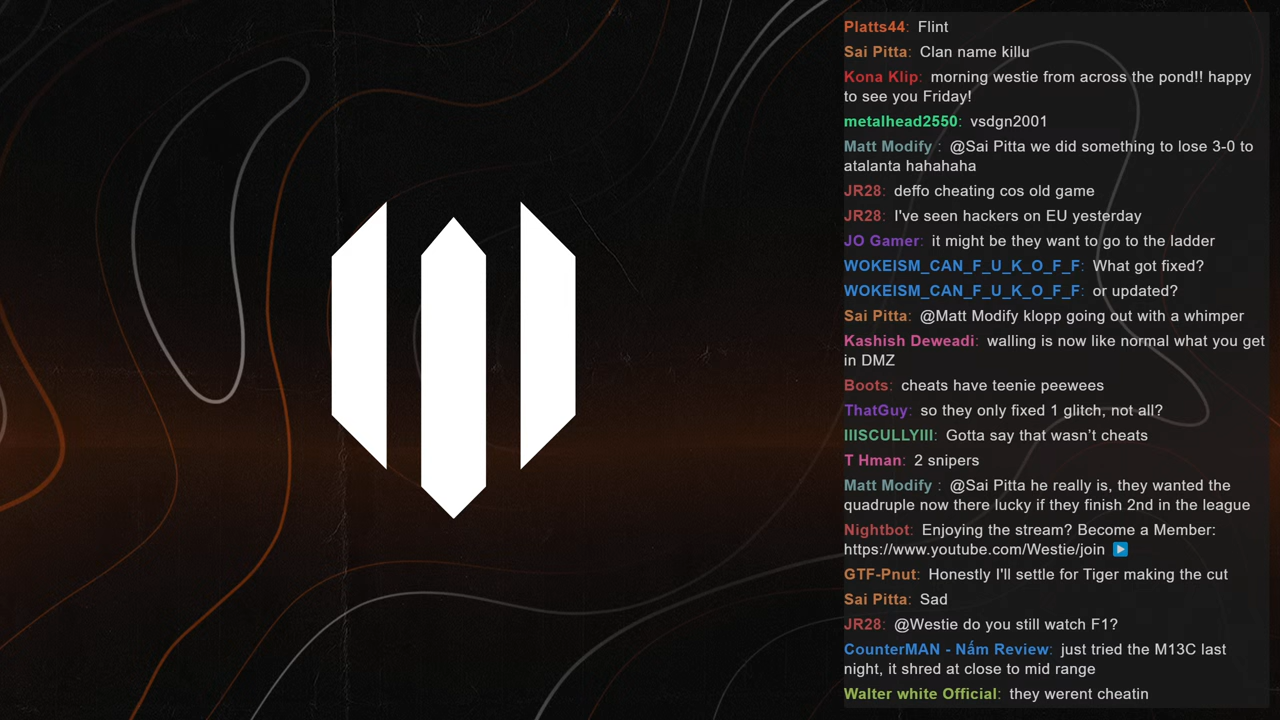 Platts44: Flint
Sai Pitta: Clan name killu
Kona Klip: morning westie from across the pond!! happy
to see you Friday!
metalhead2550: vsdgn2001
Matt Modify : @Sai Pitta we did something to lose 3-0 to
atalanta hahahaha
JR28: deffo cheating cos old game
JR28: I've seen hackers on EU yesterday
JO Gamer: it might be they want to go to the ladder
WOKEISM_CAN_F_U_K_O_F_F: What got fixed?
WOKEISM_CAN_F_U_K_O_F_F: or updated?
Sai Pitta: @Matt Modify klopp going out with a whimper
Kashish Deweadi: walling is now like normal what you get
in DMZ
Boots: cheats have teenie peewees
ThatGuy: so they only fixed 1 glitch, not all?
IIISCULLYIII: Gotta say that wasn’t cheats
T Hman: 2 snipers
Matt Modify : @Sai Pitta he really is, they wanted the
quadruple now there lucky if they finish 2nd in the league
Nightbot: Enjoying the stream? Become a Member:
https://www.youtube.com/Westie/join ▶️
GTF-Pnut: Honestly I'll settle for Tiger making the cut
Sai Pitta: Sad
JR28: @Westie do you still watch F1?
CounterMAN - Nấm Review: just tried the M13C last
night, it shred at close to mid range
Walter white Official: they werent cheatin